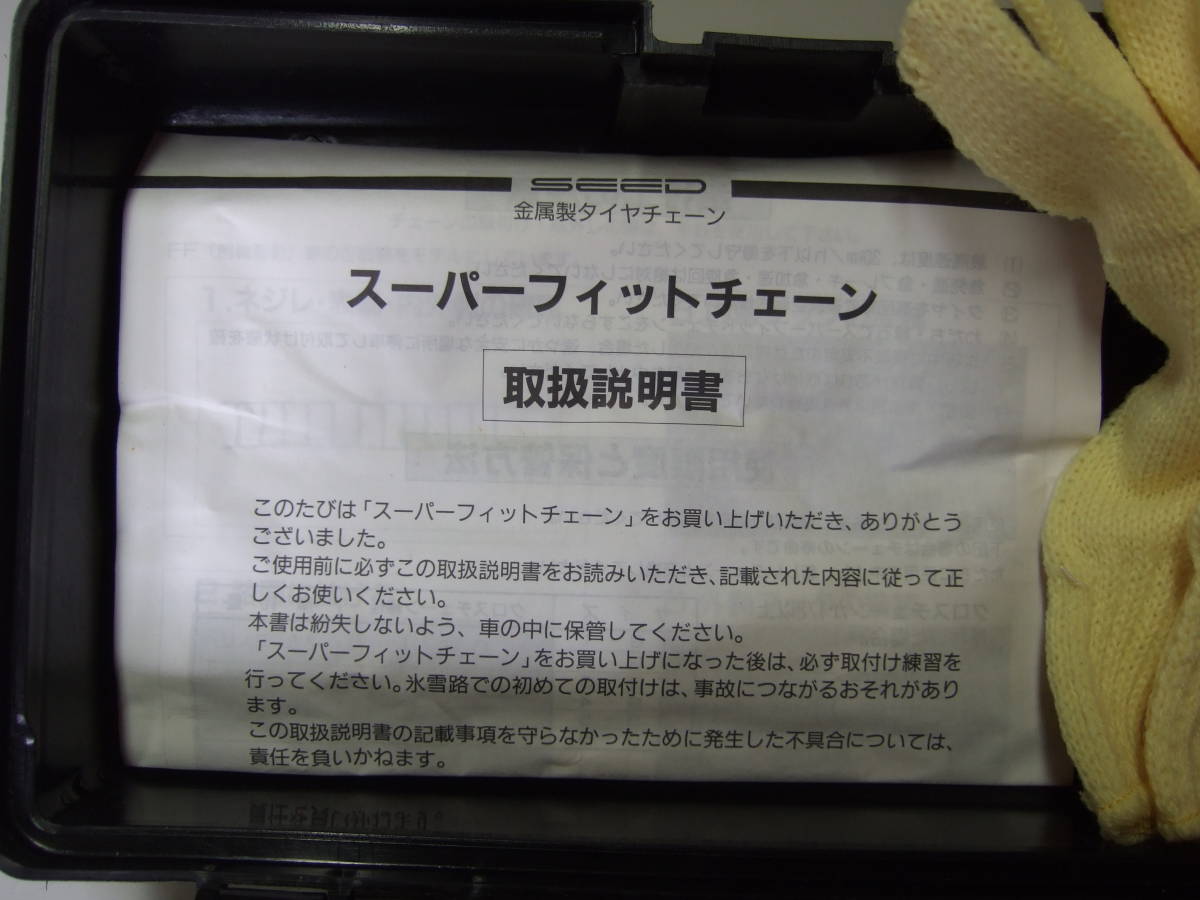 SEED
金属製タイヤチェーン
スーパーフィットチェーン
取扱説明書
このたびは「スーパーフィットチェーン」をお買い上げいただき、ありがとう
ございました。
ご使用前に必ずこの取扱説明書をお読みいただき、記載された内容に従って正
しくお使いください。
本書は紛失しないよう、車の中に保管してください。
「スーパーフィットチェーン」をお買い上げになった後は、必ず取付け練習を
行ってください。氷雪路での初めての取付けは、事故につながるおそれがあり
ます。
この取扱説明書の記載事項を守らなかったために発生した不具合については、
責任を負いかねます。